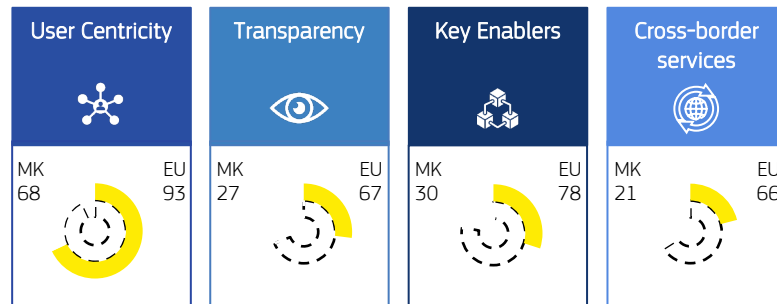 User Centricity
MK EU
68 93
Transparency
MK EU
27 67
Key Enablers
MK EU
30 78
Cross-border
services
MK EU
21 66